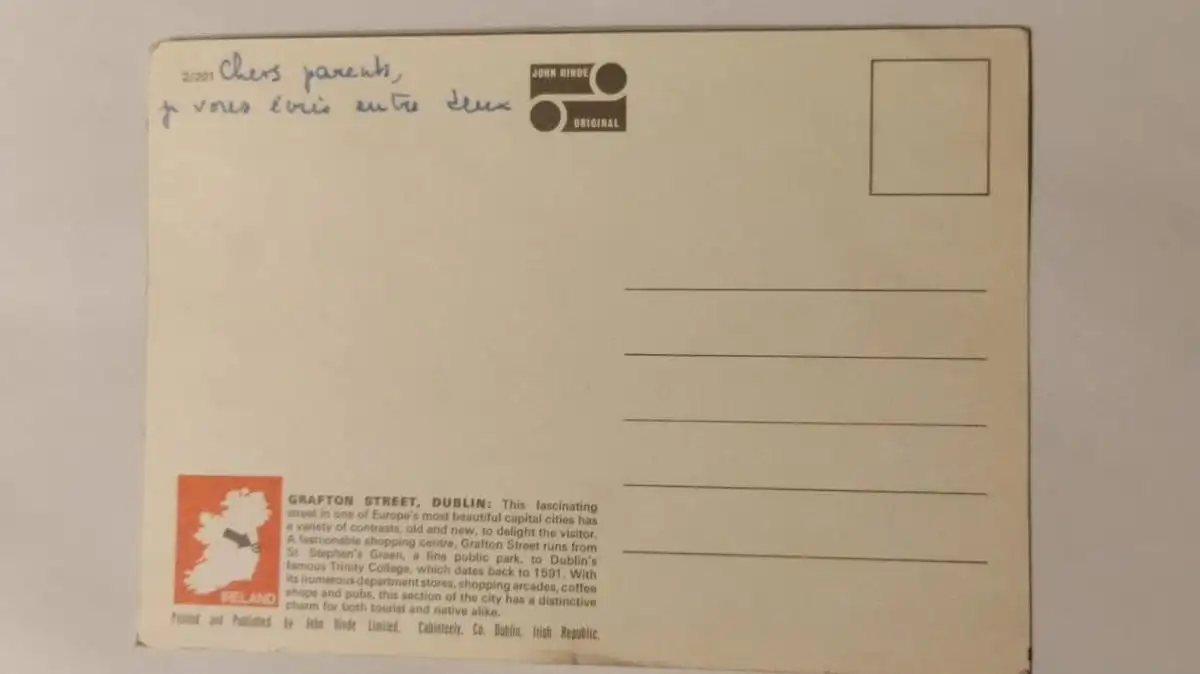 2/201 Chers parents,
je vous écris entre deux
JOHN HINDE
ORIGINAL
GRAFTON STREET, DUBLIN: This fascinating
street in one of Europe's most beautiful capital cities has
a variety of contrasts, old and new, to delight the visitor.
A fashionable shopping centre, Grafton Street runs from
St. Stephen's Green, a fine public park, to Dublin's
famous Trinity College, which dates back to 1591. With
its numerous department stores, shopping arcades, coffee
shops and pubs, this section of the city has a distinctive
charm for both tourist and native alike.
IRELAND
Printed and Published by John Hinde Limited, Cabinteely, Co. Dublin, Irish Republic.